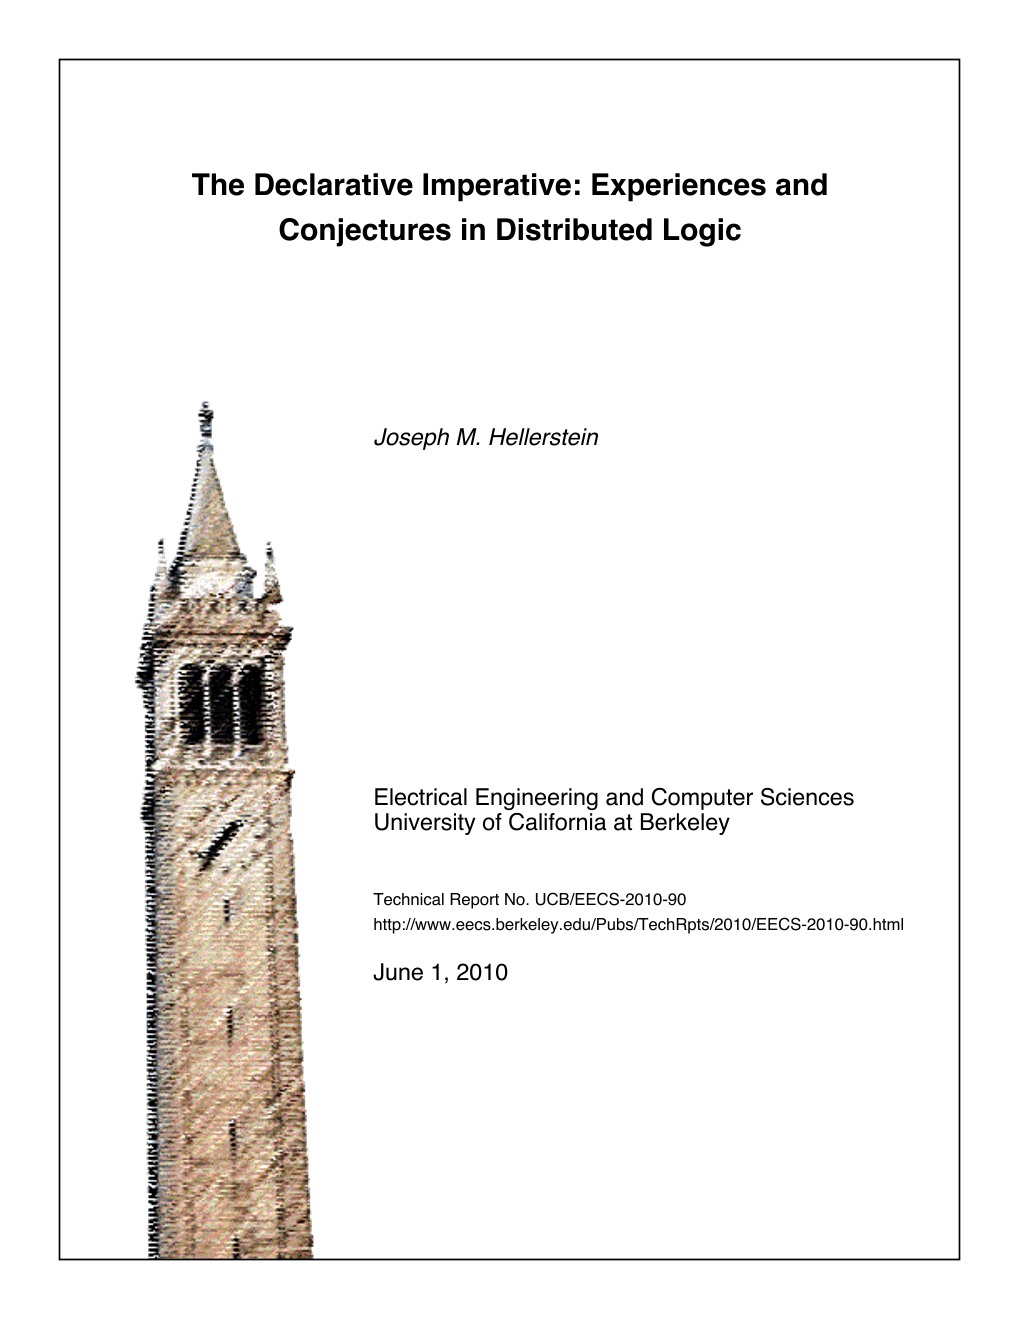 The Declarative Imperative: Experiences and
Conjectures in Distributed Logic
Joseph M. Hellerstein
Electrical Engineering and Computer Sciences
University of California at Berkeley
Technical Report No. UCB/EECS-2010-90
http://www.eecs.berkeley.edu/Pubs/TechRpts/2010/EECS-2010-90.html
June 1, 2010